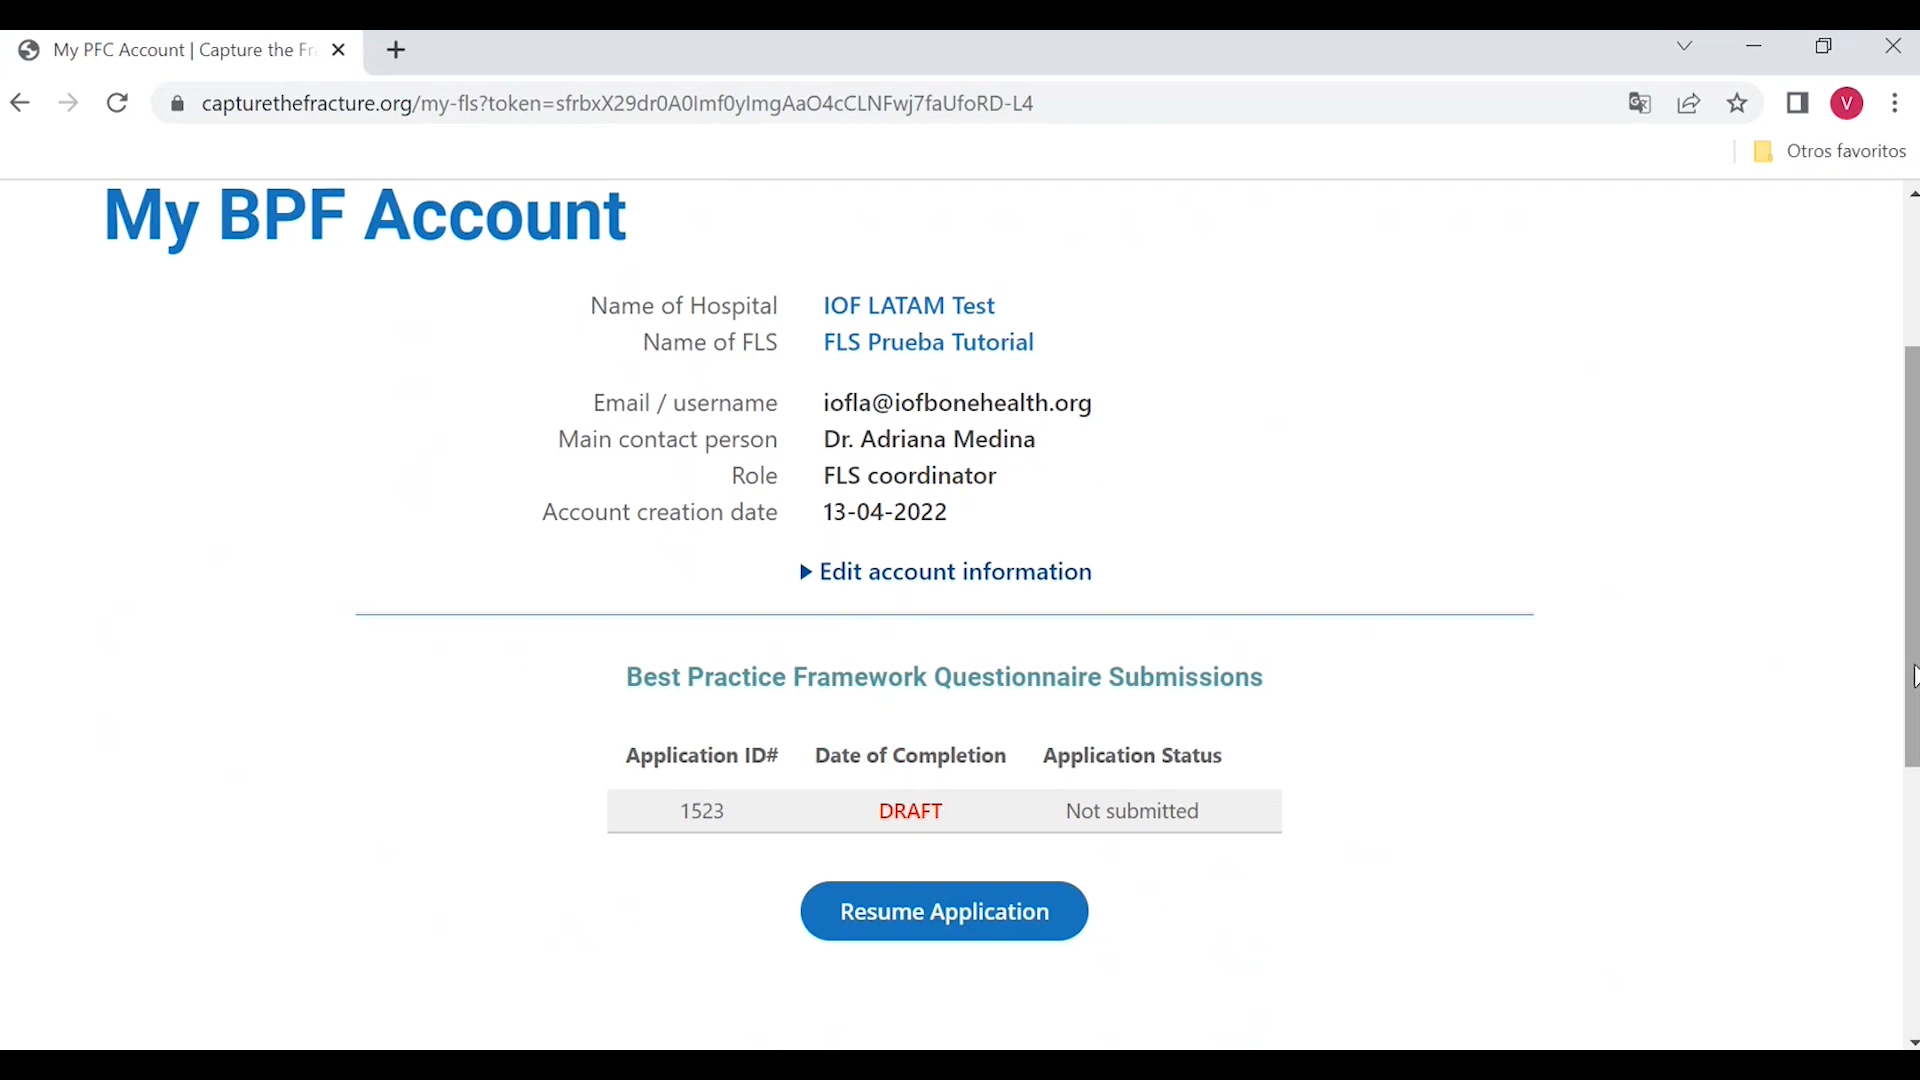 My PFC Account | Capture the Fr
capturethefracture.org/my-fls?token=sfrbxX29dr0A0Imf0yImgAaO4cCLNFwj7faUfoRD-L4
V
Otros favoritos
My BPF Account
Name of Hospital IOF LATAM Test
Name of FLS FLS Prueba Tutorial
Email / username iofla@iofbonehealth.org
Main contact person Dr. Adriana Medina
Role FLS coordinator
Account creation date 13-04-2022
Edit account information
Best Practice Framework Questionnaire Submissions
Application ID# Date of Completion Application Status
1523 DRAFT Not submitted
Resume Application